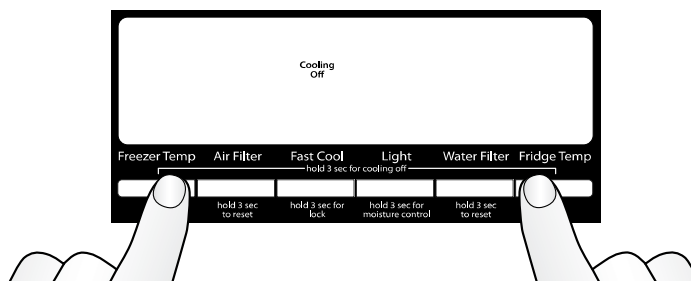 Cooling
Off
Freezer Temp Air Filter Fast Cool Light Water Filter Fridge Temp
hold 3 sec for cooling off
hold 3 sec
to reset
hold 3 sec for
lock
hold 3 sec for
moisture control
hold 3 sec
to reset